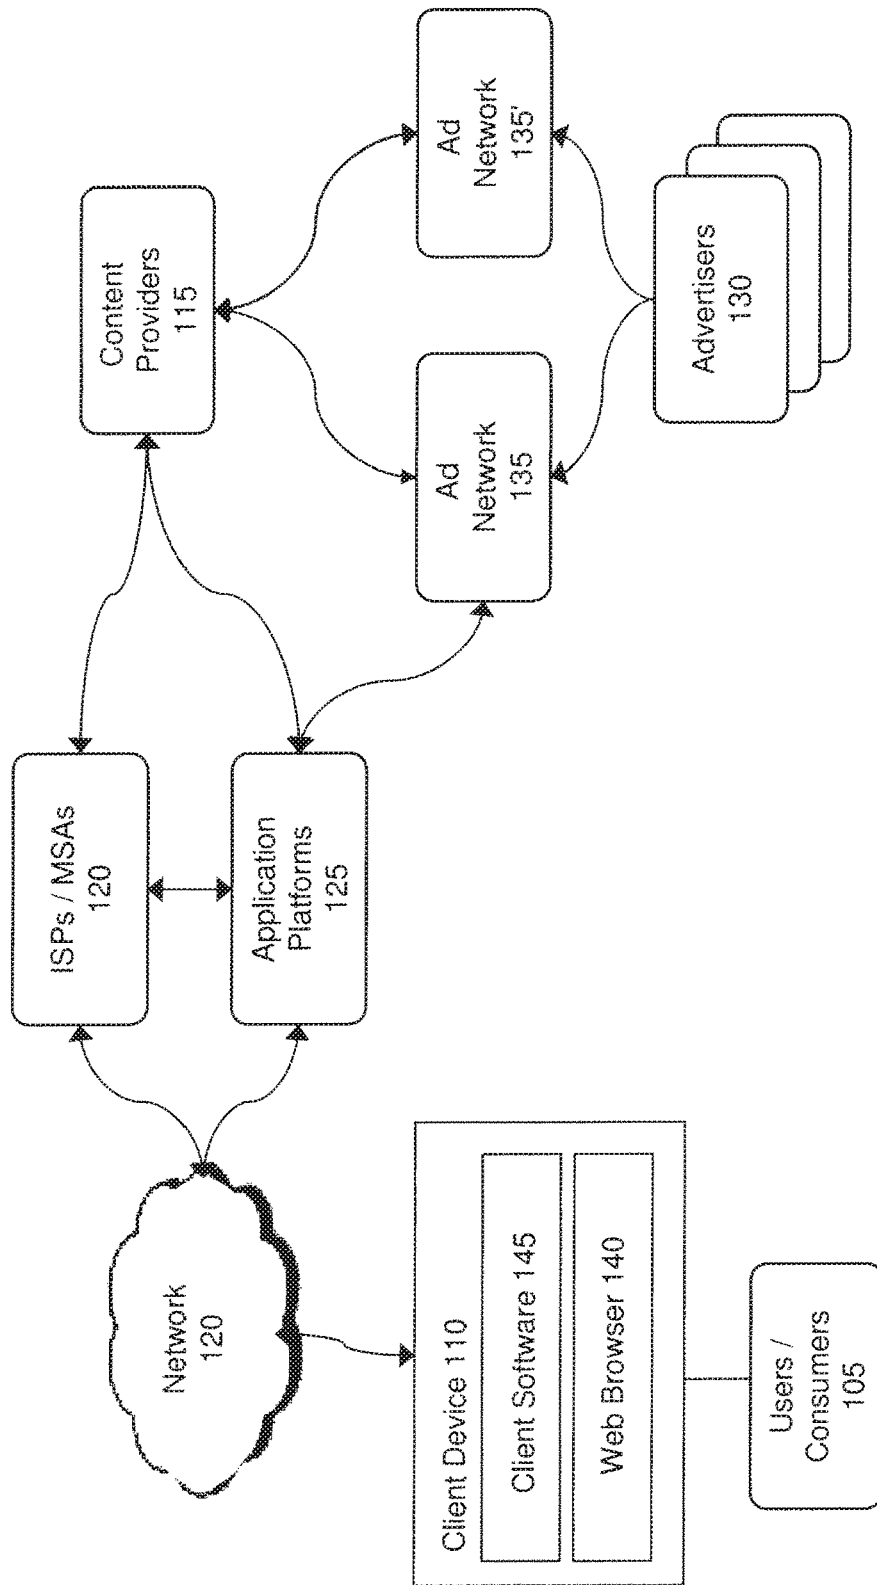 Network
120
ISPs / MSAs
120
Application
Platforms
125
Content
Providers
115
Client Device 110
Client Software 145
Web Browser 140
Ad
Network
135
Ad
Network
135'
Users /
Consumers
105
Advertisers
130